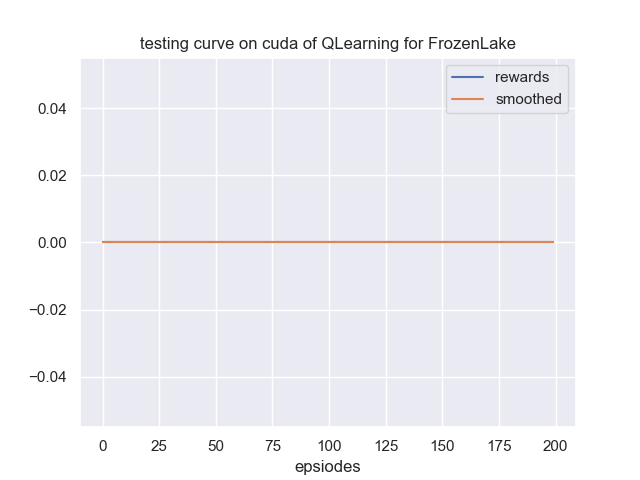 testing curve on cuda of QLearning for FrozenLake
rewards
smoothed
0.04
0.02
0.00
−0.02
−0.04
0 25 50 75 100 125 150 175 200
epsiodes